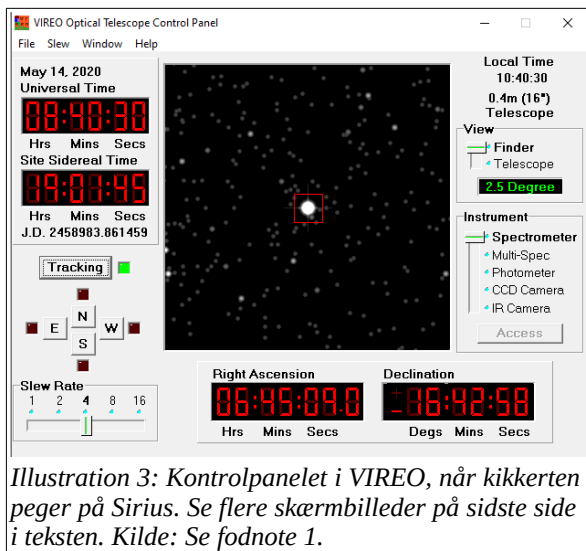 VIREO Optical Telescope Control Panel
File Slew Window Help
May 14, 2020
Universal Time
08:40:30
Hrs Mins Secs
Site Sidereal Time
19:01:45
Hrs Mins Secs
J.D. 2458983.861459
Tracking
N
E W
S
Slew Rate
1 2 4 8 16
Local Time
10:40:30
0.4m (16")
Telescope
View
Finder
Telescope
2.5 Degree
Instrument
Spectrometer
Multi-Spec
Photometer
CCD Camera
IR Camera
Access
Right Ascension
06:45:09.0
Hrs Mins Secs
Declination
-16:42:58
Degs Mins Secs
Illustration 3: Kontrolpanelet i VIREO, når kikkerten
peger på Sirius. Se flere skærmbilleder på sidste side
i teksten. Kilde: Se fodnote 1.